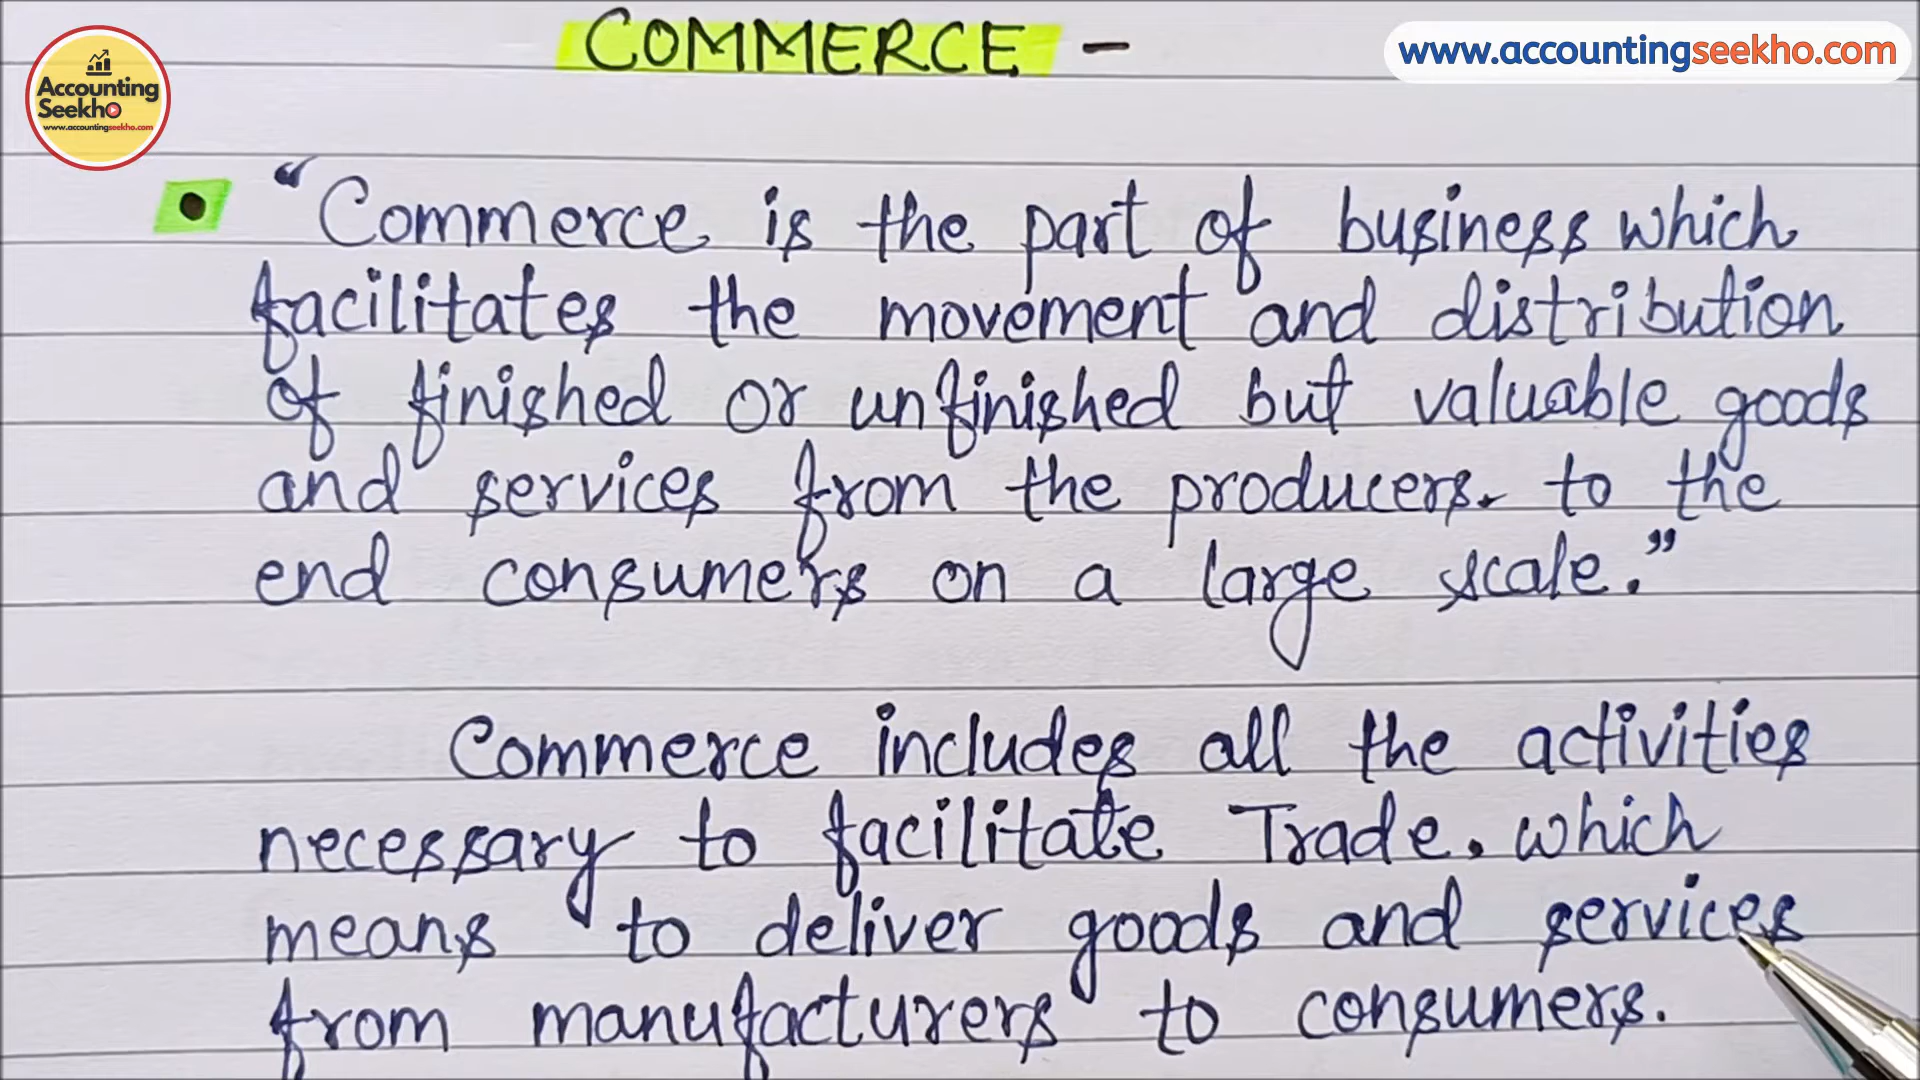 COMMERCE -
www.accountingseekho.com
Accounting
Seekho
www.accountingseekho.com
• “Commerce is the part of business which
facilitates the movement and distribution
of finished or unfinished but valuable goods
and services from the producers. to the
end consumers on a large scale.”
Commerce includes all the activities
necessary to facilitate Trade. which
means to deliver goods and services
from manufacturers to consumers.